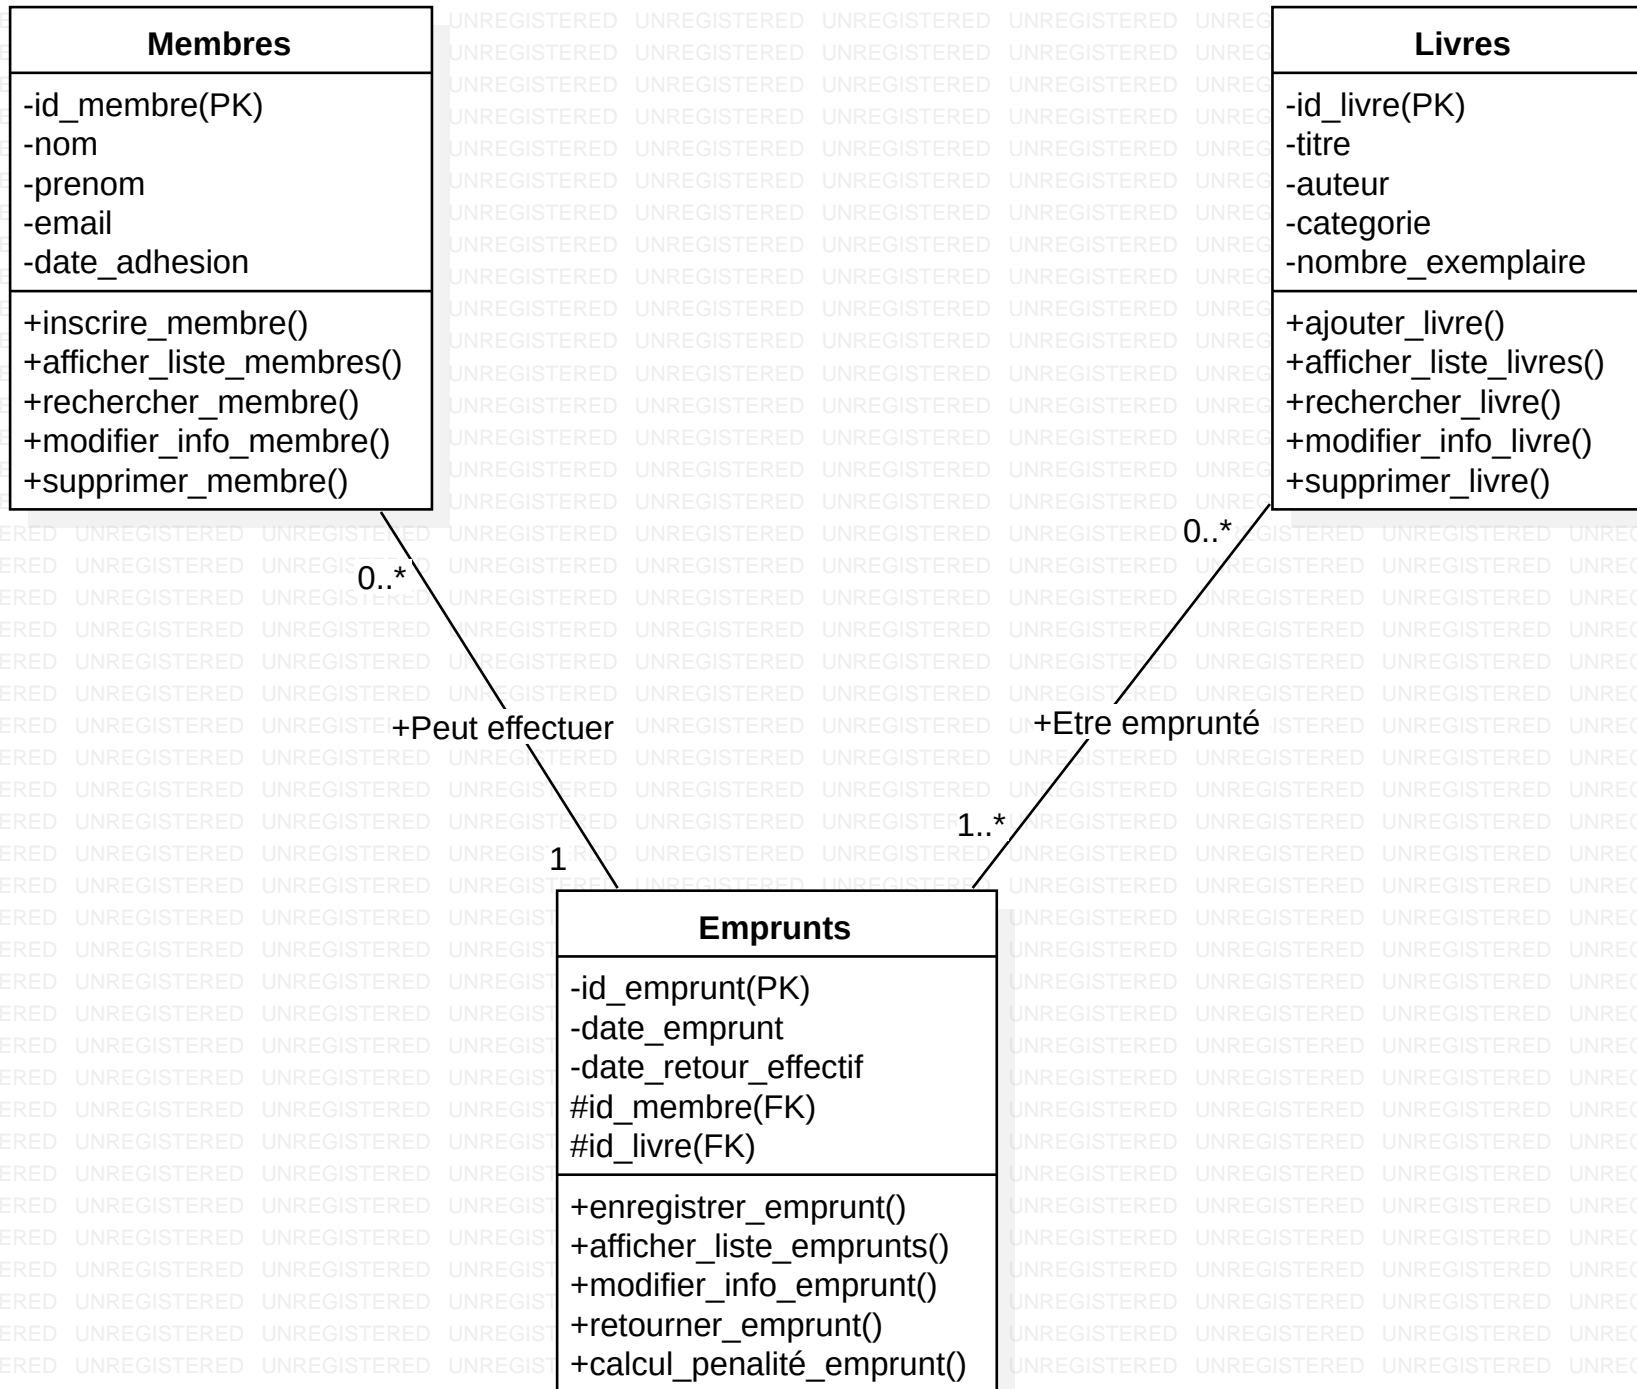 Membres
-id_membre(PK)
-nom
-prenom
-email
-date_adhesion
+inscrire_membre()
+afficher_liste_membres()
+rechercher_membre()
+modifier_info_membre()
+supprimer_membre()
Livres
-id_livre(PK)
-titre
-auteur
-categorie
-nombre_exemplaire
+ajouter_livre()
+afficher_liste_livres()
+rechercher_livre()
+modifier_info_livre()
+supprimer_livre()
0..*
0..*
+Peut effectuer
+Etre emprunté
1..*
1
Emprunts
-id_emprunt(PK)
-date_emprunt
-date_retour_effectif
#id_membre(FK)
#id_livre(FK)
+enregistrer_emprunt()
+afficher_liste_emprunts()
+modifier_info_emprunt()
+retourner_emprunt()
+calcul_penalité_emprunt()
UNREGISTERED